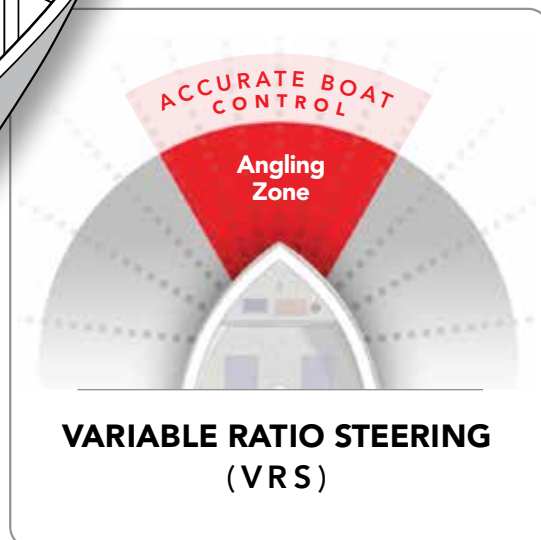 ACCURATE BOAT
CONTROL
Angling
Zone
VARIABLE RATIO STEERING
(VRS)